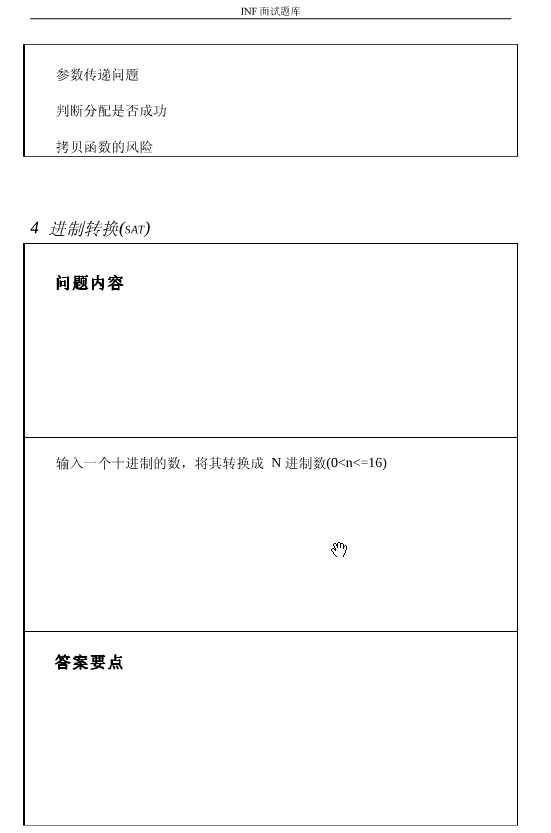 INF 面试题库
参数传递问题
判断分配是否成功
拷贝函数的风险
4 进制转换(SAT)
问题内容
输入一个十进制的数，将其转换成 N 进制数(0<n<=16)
答案要点